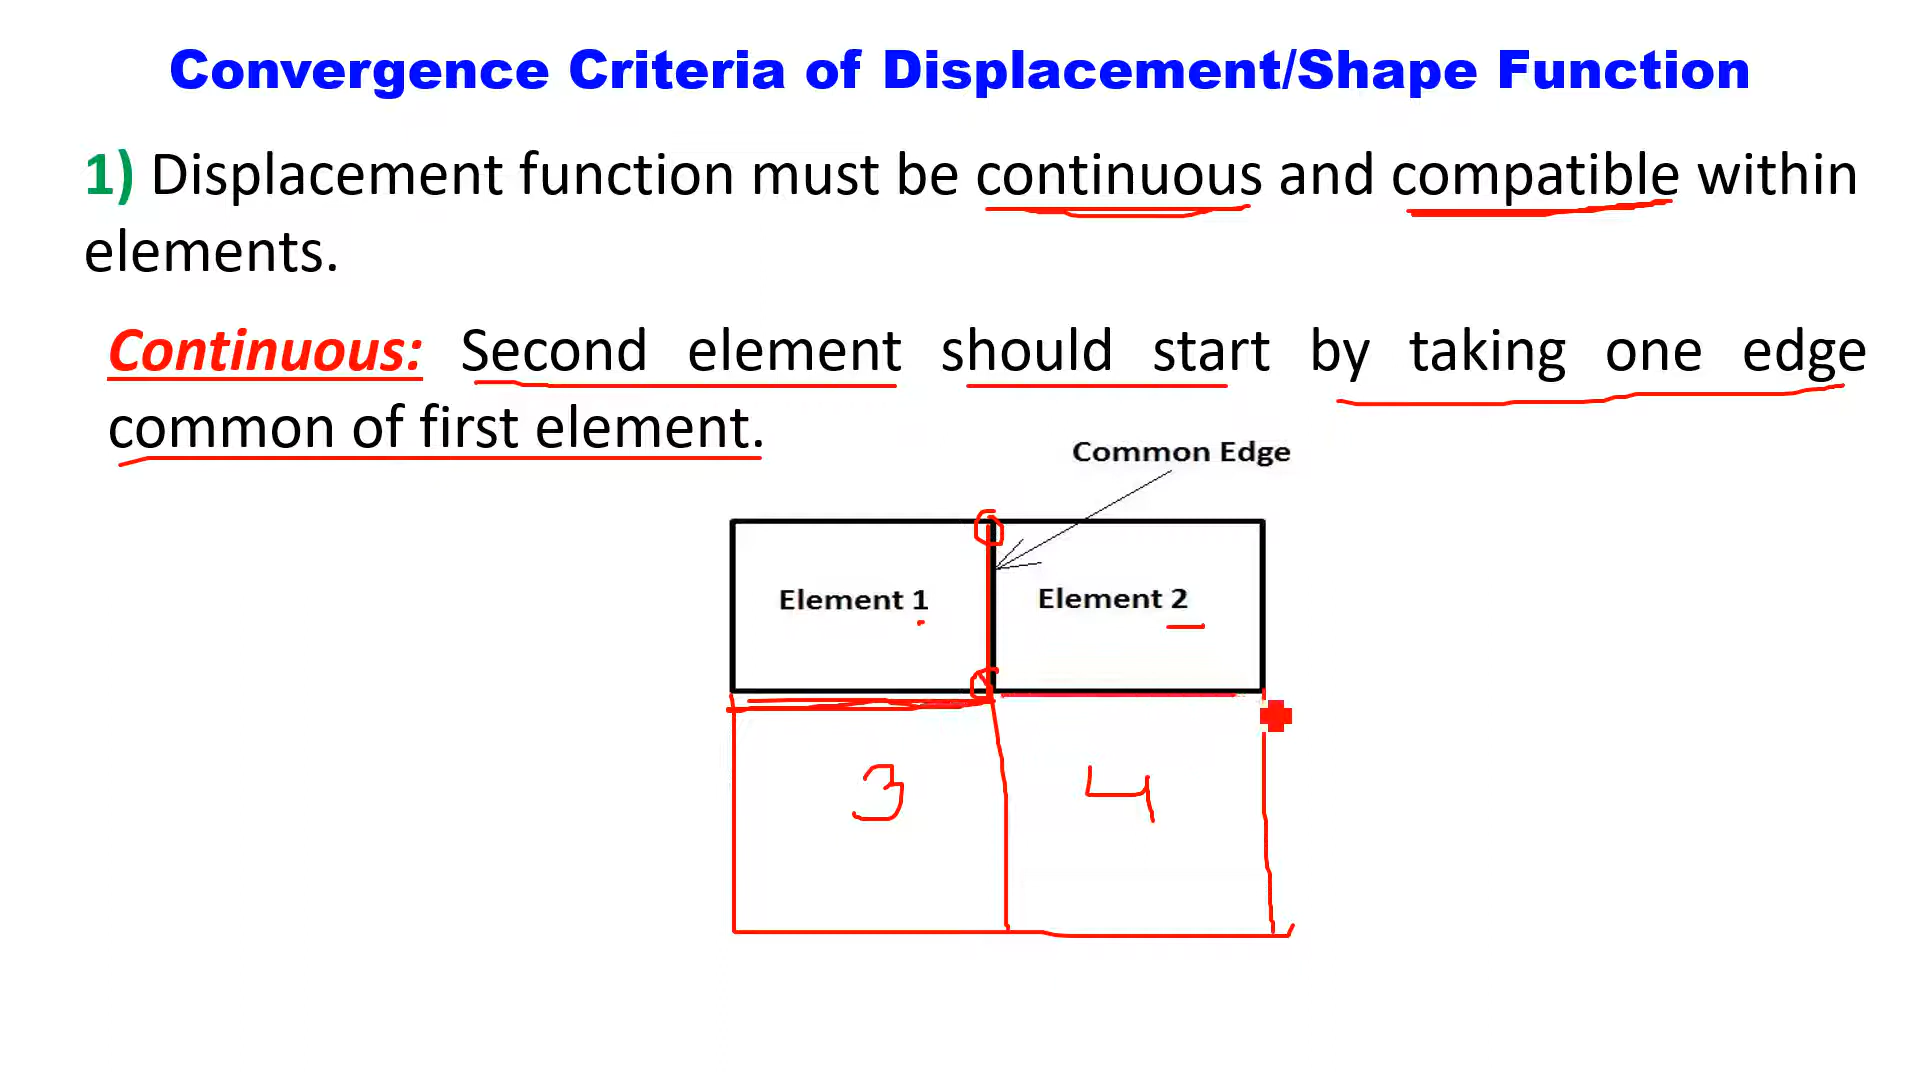 Convergence Criteria of Displacement/Shape Function
1) Displacement function must be continuous and compatible within
elements.
Continuous: Second element should start by taking one edge
common of first element.
Common Edge
Element 1
Element 2
3
4